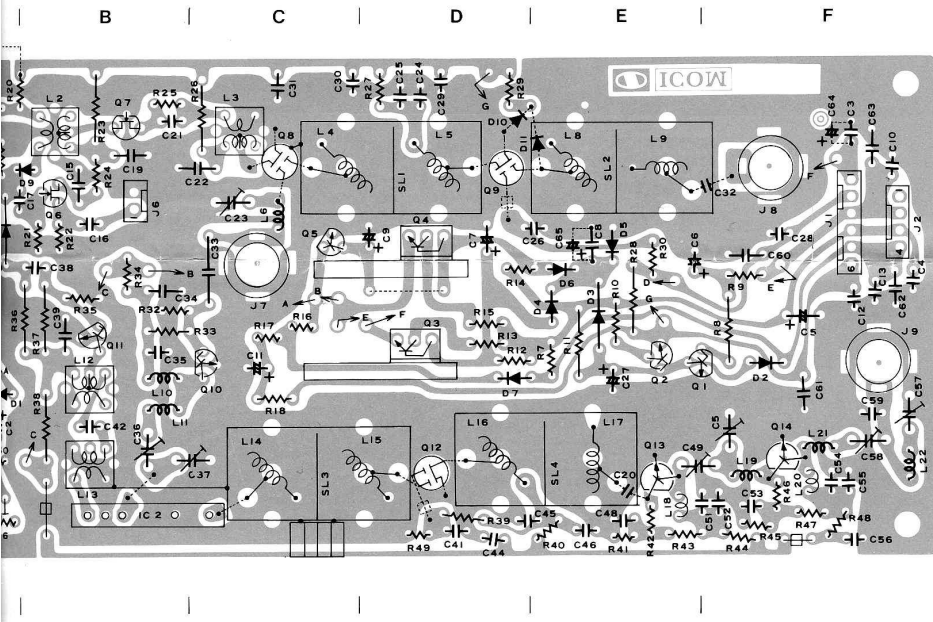 B C D E F
R20 R26 C31 C30 R27 C25 C24 C29 G R29 ICOM
L2 R23 Q7 R25 C21 L3 Q8 L4 L5 D10 D11 L8 L9 C64 C3 C63 C10
D9 C17 Q6 C15 R24 C19 C22 SL1 Q9 SL2 C32 J8 F
R21 R22 C16 J6 C23 L6 Q5 C9 Q4 C7 C26 C65 C8 D5 C28 J1 J2
C38 R34 B C33 J7 R14 D6 R28 R30 C6 C60 R9 E 6 4 C13 C4
C R35 C34 R32 A B R16 E F R15 D4 D3 R10 D G R8 C5 C12 C62
R36 R37 C39 Q11 R33 R17 Q3 R13 R7 R11 J9
L12 C35 Q10 C11 R12 D7 C27 Q2 Q1 D2 C61
D1 C2 R38 L10 L11 R18 C59 C57
C C42 C36 C37 L14 L15 Q12 L16 L17 Q13 C49 C5 Q14 L21 C58
L13 SL3 SL4 C20 L18 L19 R46 L20 C54 C55 L22
IC2 R39 C45 C48 C51 C52 C53 R47 R48
R49 C41 C44 R40 C46 R41 R42 R43 R44 R45 C56